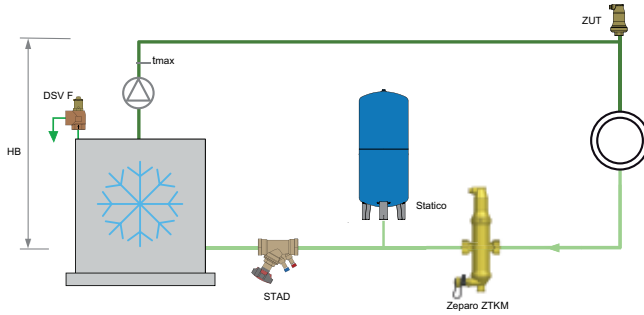 ZUT
tmax
DSV F
HB
Statico
STAD
Zeparo ZTKM